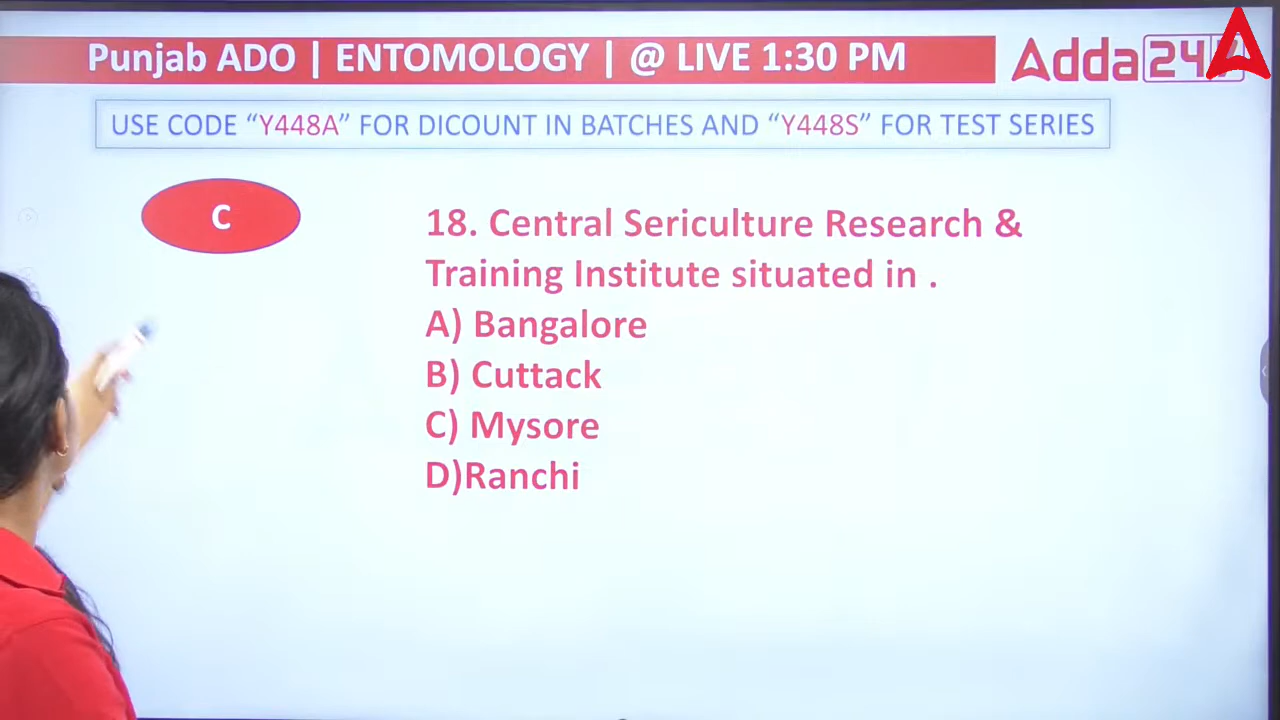 Punjab ADO | ENTOMOLOGY | @ LIVE 1:30 PM
Adda247
USE CODE “Y448A” FOR DICOUNT IN BATCHES AND “Y448S” FOR TEST SERIES
C
18. Central Sericulture Research &
Training Institute situated in .
A) Bangalore
B) Cuttack
C) Mysore
D)Ranchi